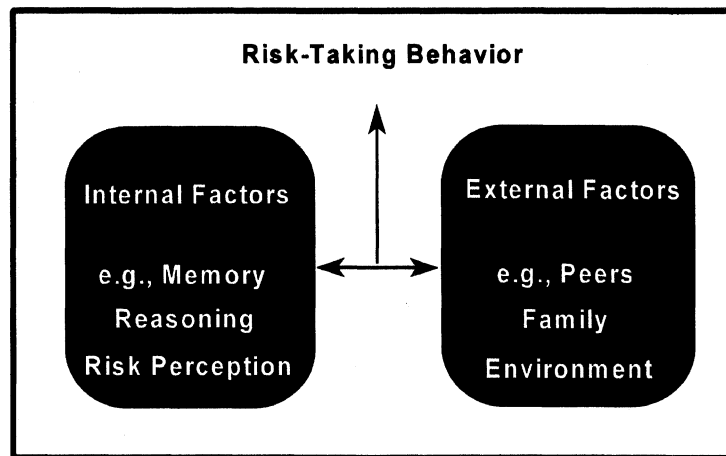 Risk-Taking Behavior
Internal Factors
e.g., Memory
Reasoning
Risk Perception
External Factors
e.g., Peers
Family
Environment